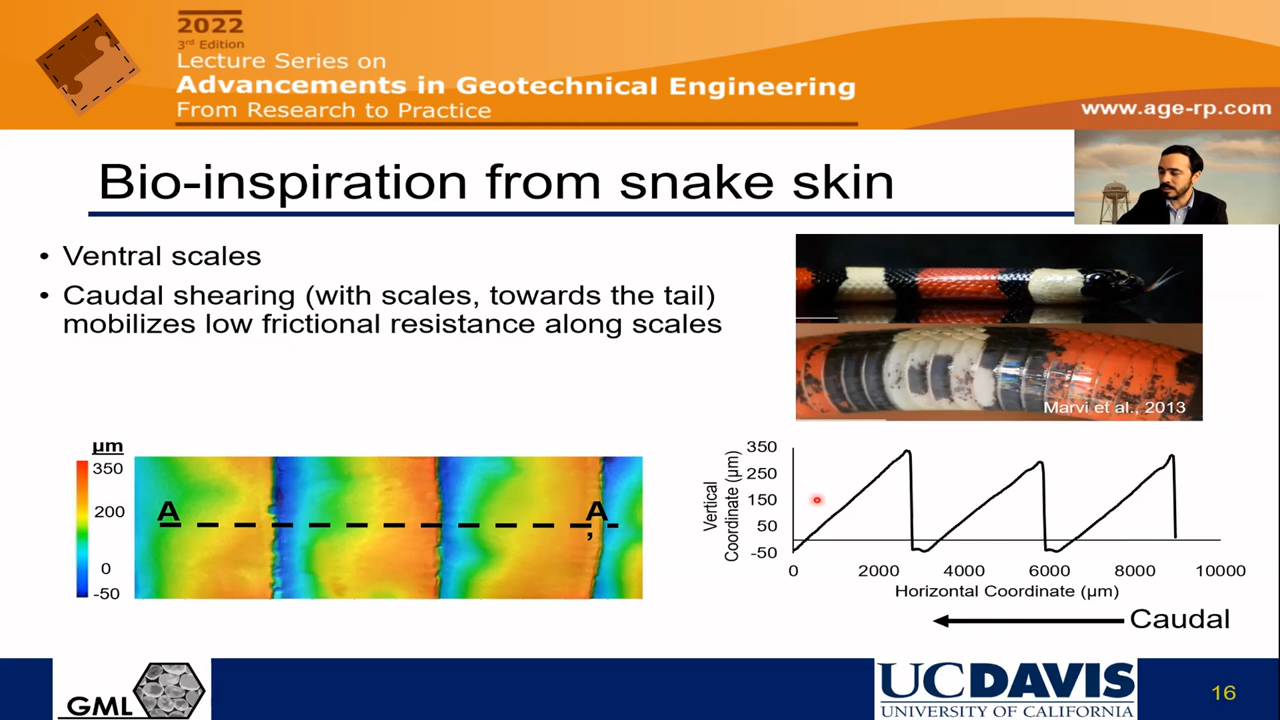 2022
3rd Edition
Lecture Series on
Advancements in Geotechnical Engineering
From Research to Practice
www.age-rp.com
Bio-inspiration from snake skin
• Ventral scales
• Caudal shearing (with scales, towards the tail)
mobilizes low frictional resistance along scales
Marvi et al., 2013
µm
350
200
0
-50
A
A
’
Vertical
Coordinate (µm)
350
250
150
50
-50
0 2000 4000 6000 8000 10000
Horizontal Coordinate (µm)
Caudal
GML
UCDAVIS
UNIVERSITY OF CALIFORNIA
16